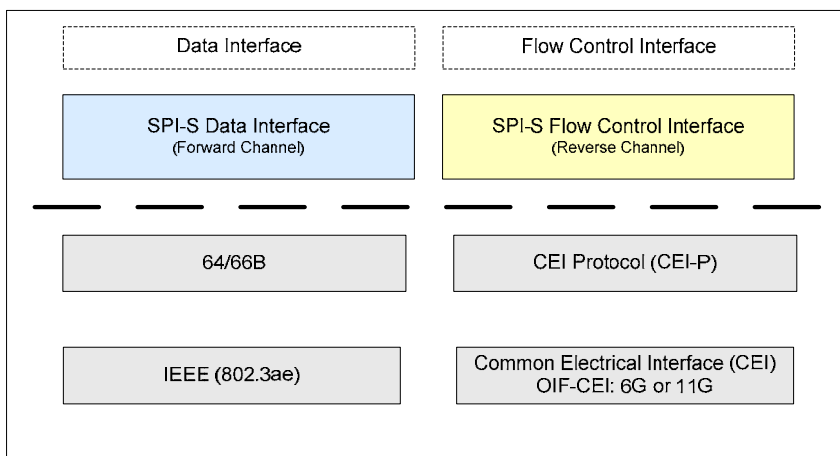 Data Interface
Flow Control Interface
SPI-S Data Interface
(Forward Channel)
SPI-S Flow Control Interface
(Reverse Channel)
64/66B
CEI Protocol (CEI-P)
IEEE (802.3ae)
Common Electrical Interface (CEI)
OIF-CEI: 6G or 11G